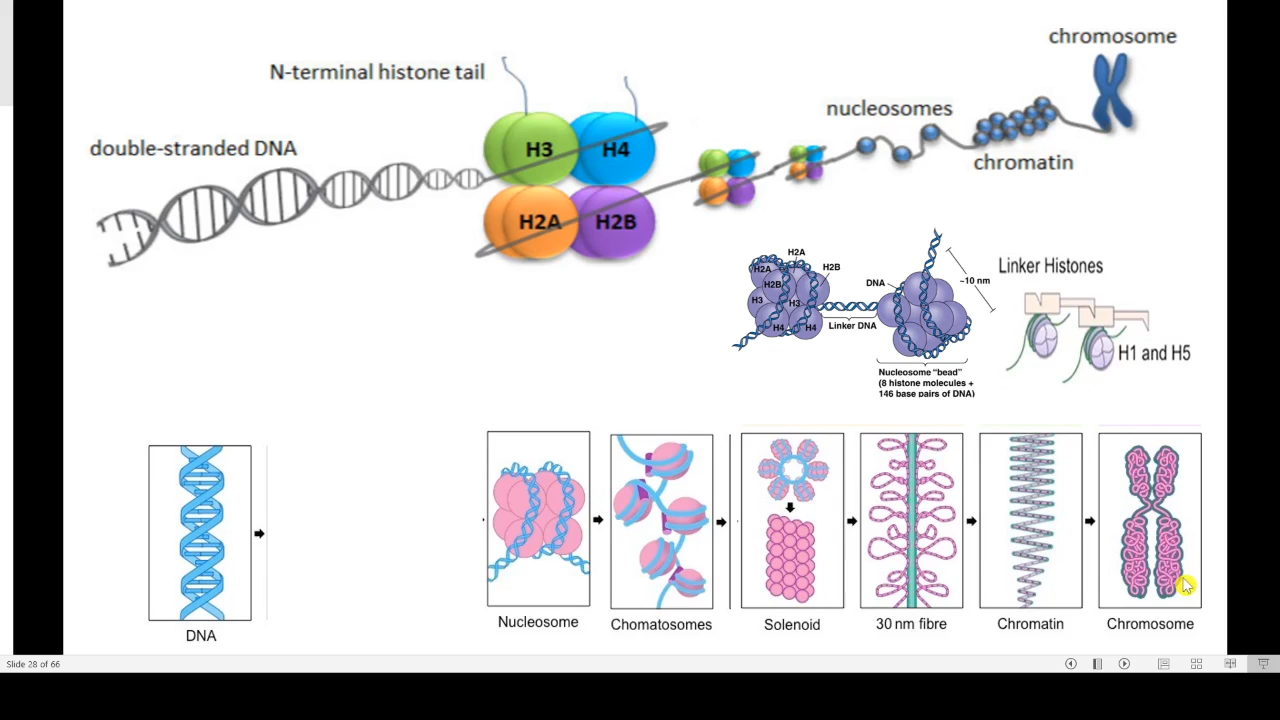 chromosome
N-terminal histone tail
nucleosomes
double-stranded DNA
H3
H4
chromatin
H2A
H2B
H2A
H2A
H2B
H2B
H3
H3
H4
H4
DNA
~10 nm
Linker DNA
Nucleosome "bead"
(8 histone molecules +
146 base pairs of DNA)
Linker Histones
H1 and H5
DNA
Nucleosome
Chomatosomes
Solenoid
30 nm fibre
Chromatin
Chromosome
Slide 28 of 66